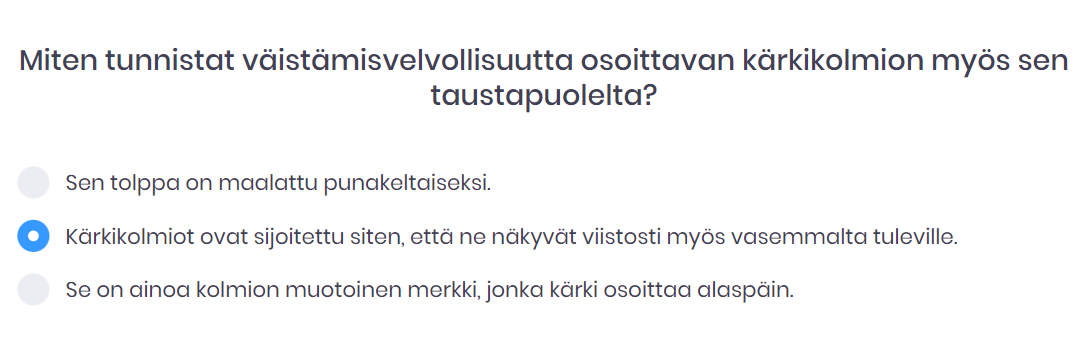 Miten tunnistat väistämisvelvollisuutta osoittavan kärkikolmion myös sen
taustapuolelta?
Sen tolppa on maalattu punakeltaiseksi.
Kärkikolmiot ovat sijoitettu siten, että ne näkyvät viistosti myös vasemmalta tuleville.
Se on ainoa kolmion muotoinen merkki, jonka kärki osoittaa alaspäin.